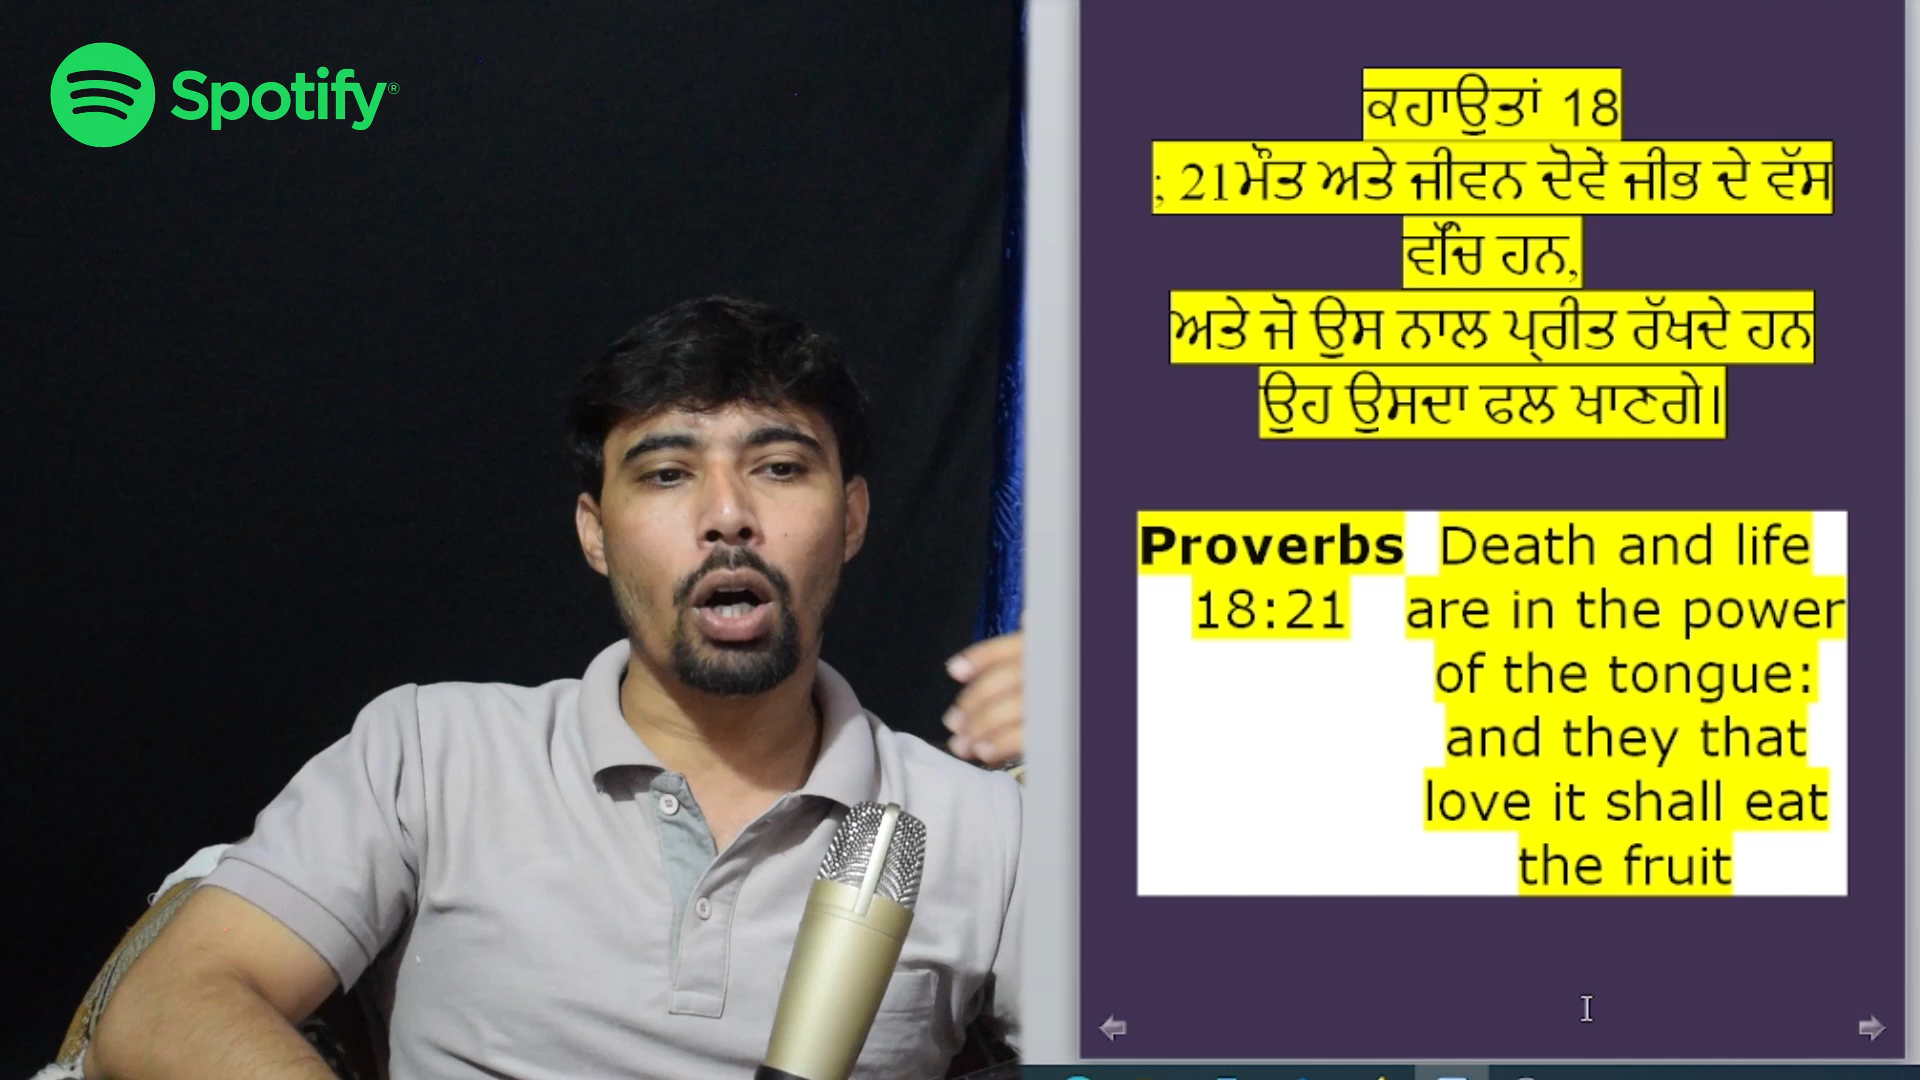 Spotify®
ਕਹਾਉਤਾਂ 18
; 21ਮੌਤ ਅਤੇ ਜੀਵਨ ਦੋਵੇਂ ਜੀਭ ਦੇ ਵੱਸ
ਵਿੱਚ ਹਨ,
ਅਤੇ ਜੋ ਉਸ ਨਾਲ ਪ੍ਰੀਤ ਰੱਖਦੇ ਹਨ
ਉਹ ਉਸਦਾ ਫਲ ਖਾਣਗੇ।
Proverbs
18:21
Death and life
are in the power
of the tongue:
and they that
love it shall eat
the fruit